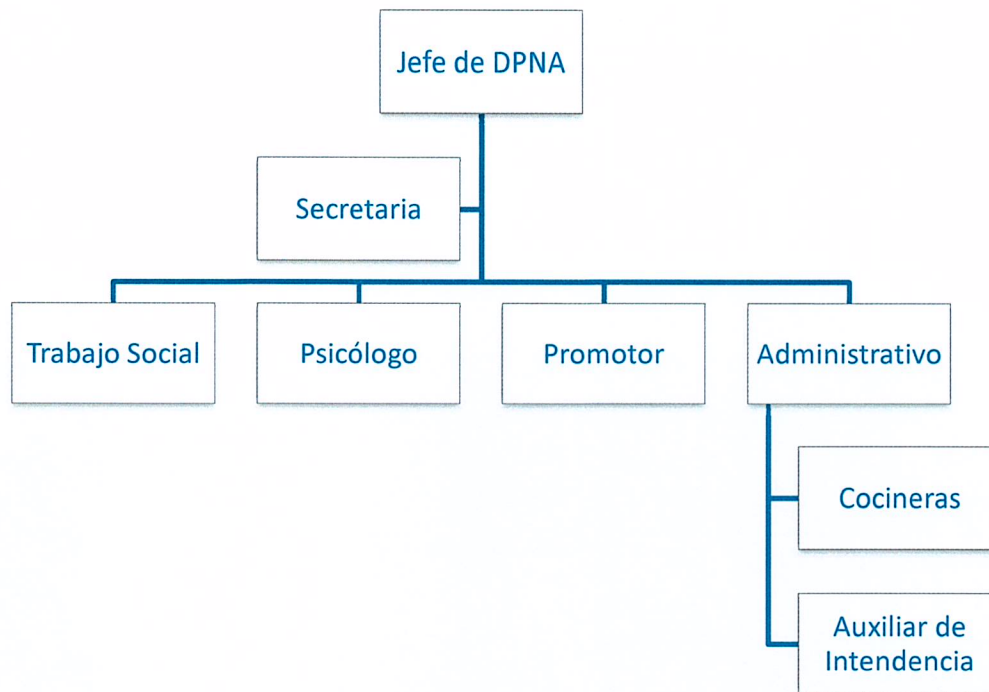 Jefe de DPNA
Secretaria
Trabajo Social
Psicólogo
Promotor
Administrativo
Cocineras
Auxiliar de
Intendencia